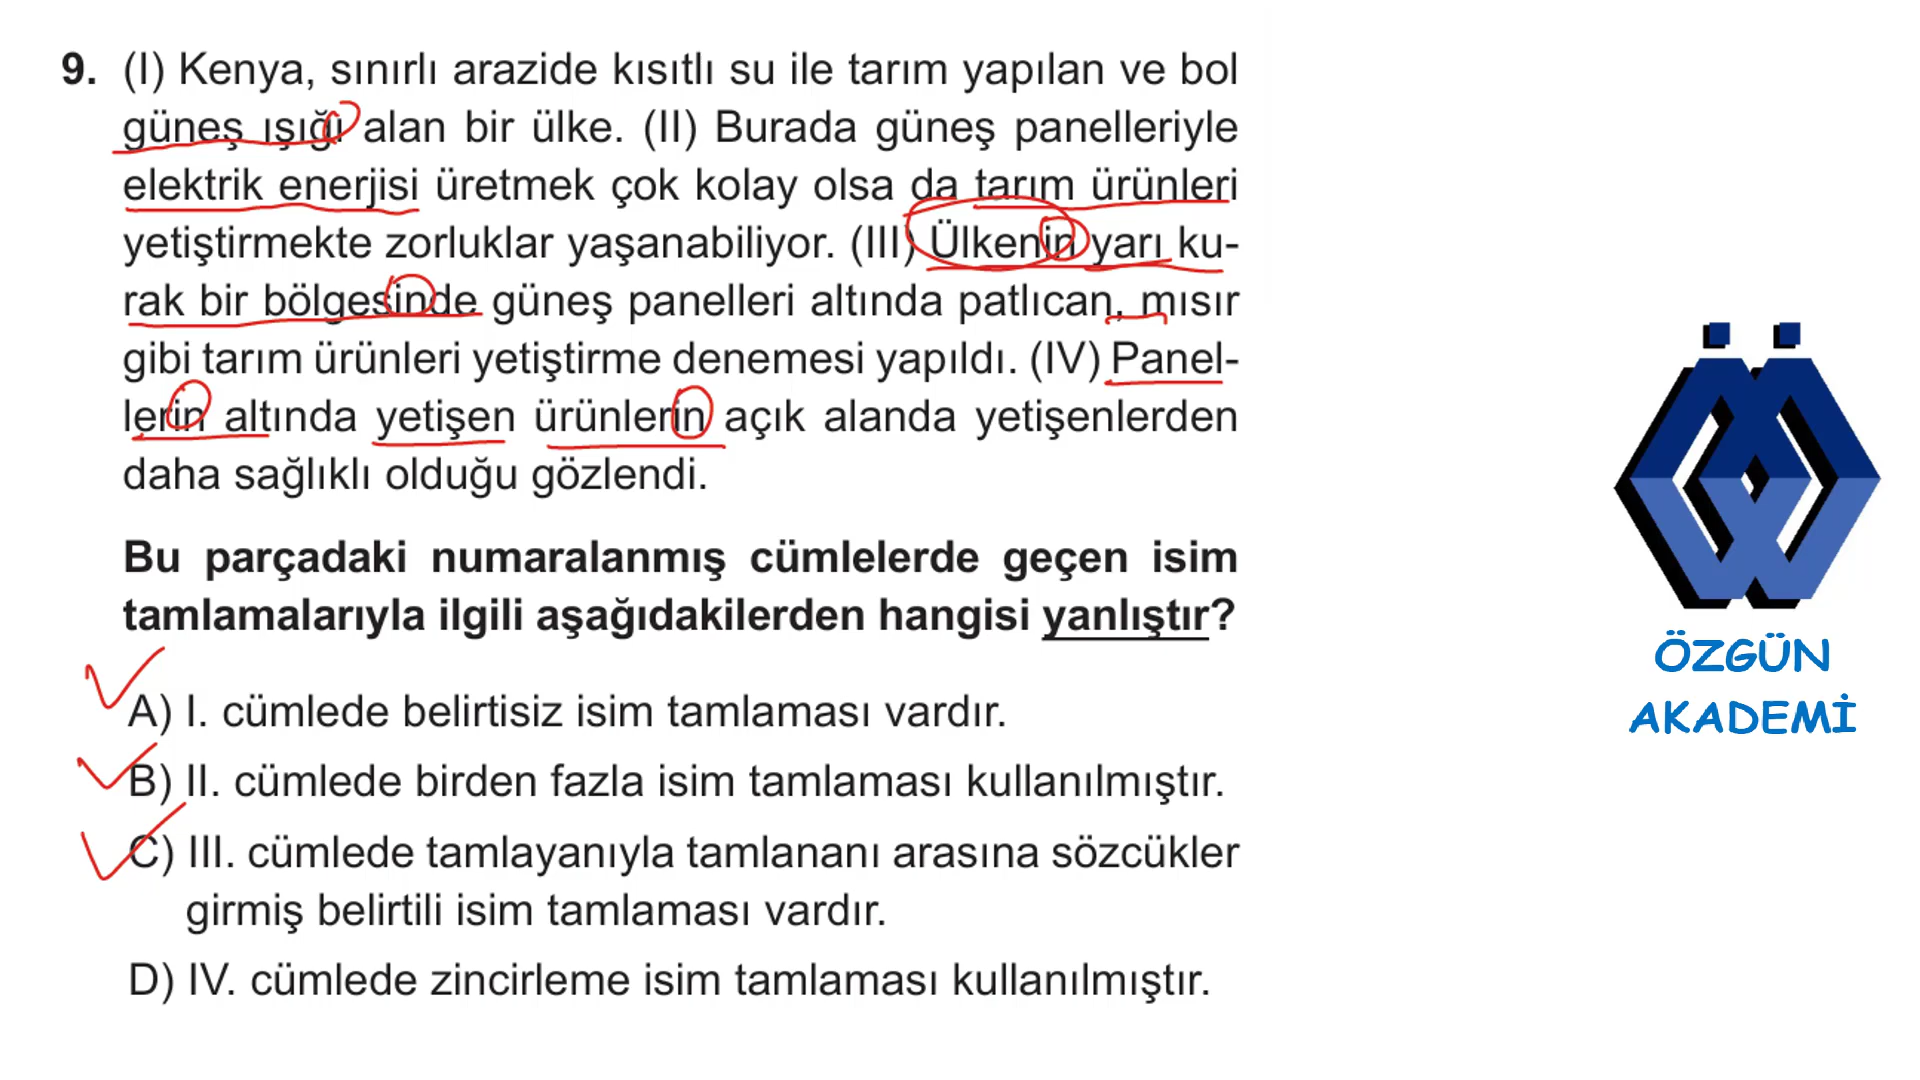 9. (I) Kenya, sınırlı arazide kısıtlı su ile tarım yapılan ve bol
güneş ışığı alan bir ülke. (II) Burada güneş panelleriyle
elektrik enerjisi üretmek çok kolay olsa da tarım ürünleri
yetiştirmekte zorluklar yaşanabiliyor. (III) Ülkenin yarı ku-
rak bir bölgesinde güneş panelleri altında patlıcan, mısır
gibi tarım ürünleri yetiştirme denemesi yapıldı. (IV) Panel-
lerin altında yetişen ürünlerin açık alanda yetişenlerden
daha sağlıklı olduğu gözlendi.
Bu parçadaki numaralanmış cümlelerde geçen isim
tamlamalarıyla ilgili aşağıdakilerden hangisi yanlıştır?
A) I. cümlede belirtisiz isim tamlaması vardır.
B) II. cümlede birden fazla isim tamlaması kullanılmıştır.
C) III. cümlede tamlayanıyla tamlananı arasına sözcükler
girmiş belirtili isim tamlaması vardır.
D) IV. cümlede zincirleme isim tamlaması kullanılmıştır.
ÖZGÜN
AKADEMİ